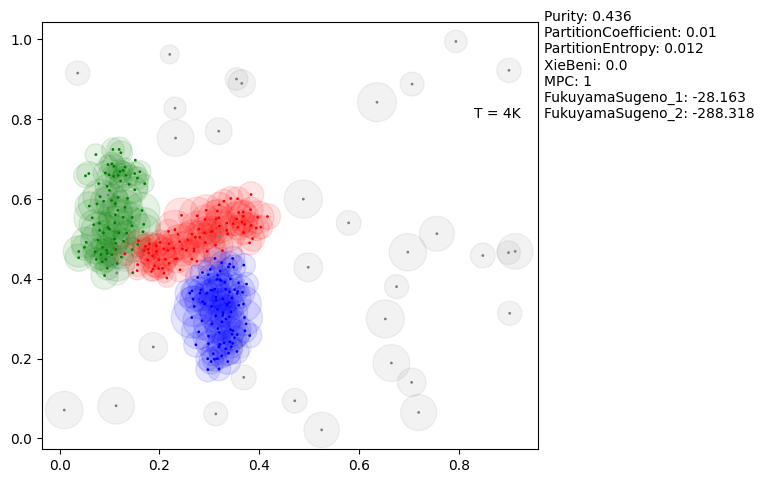 Purity: 0.436
PartitionCoefficient: 0.01
PartitionEntropy: 0.012
XieBeni: 0.0
MPC: 1
FukuyamaSugeno_1: -28.163
FukuyamaSugeno_2: -288.318
T = 4K
1.0
0.8
0.6
0.4
0.2
0.0
0.0 0.2 0.4 0.6 0.8